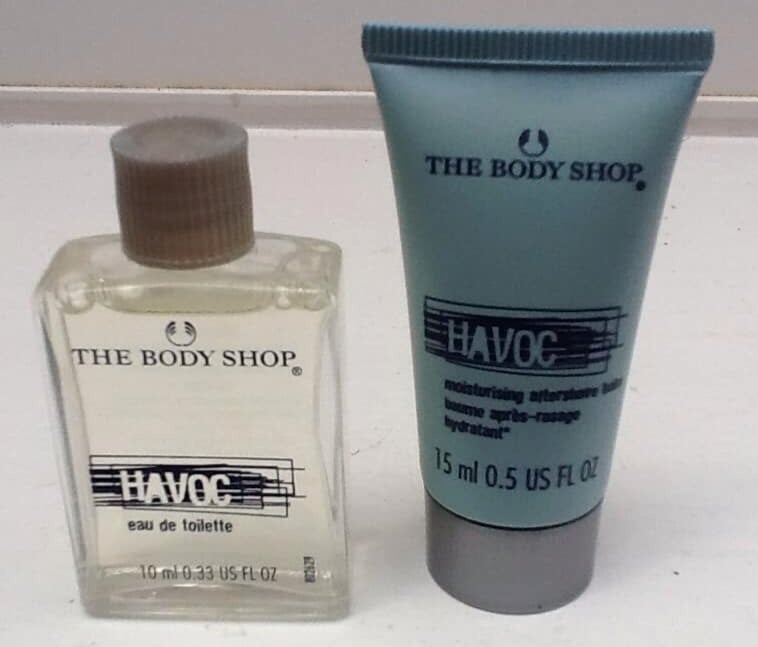 THE BODY SHOP®
HAVOC
eau de toilette
10 ml 0.33 US FL OZ
THE BODY SHOP®
HAVOC
moisturising aftershave balm
baume après-rasage
hydratant*
15 ml 0.5 US FL OZ